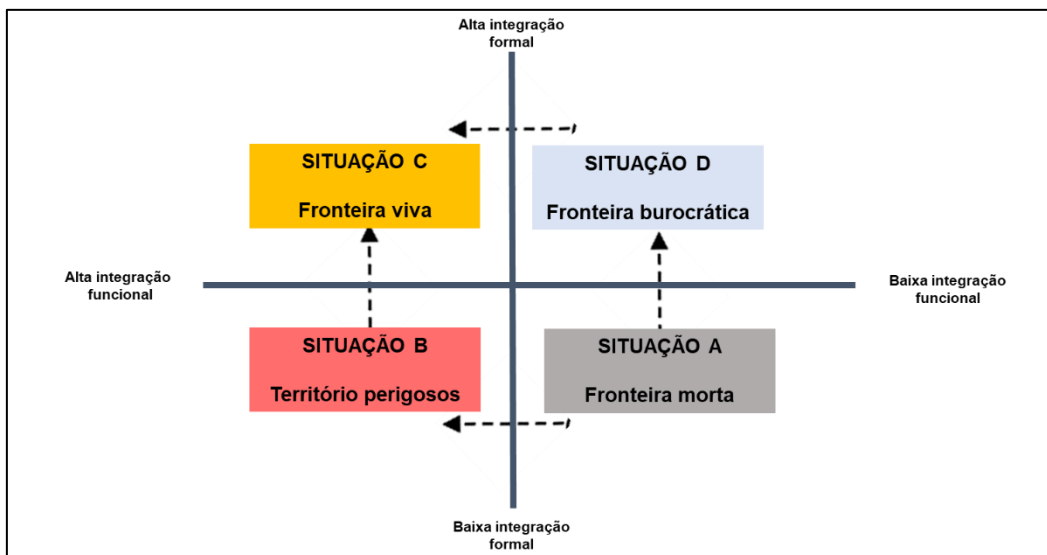 Alta integração
formal
SITUAÇÃO C
Fronteira viva
SITUAÇÃO D
Fronteira burocrática
Alta integração
funcional
Baixa integração
funcional
SITUAÇÃO B
Território perigosos
SITUAÇÃO A
Fronteira morta
Baixa integração
formal